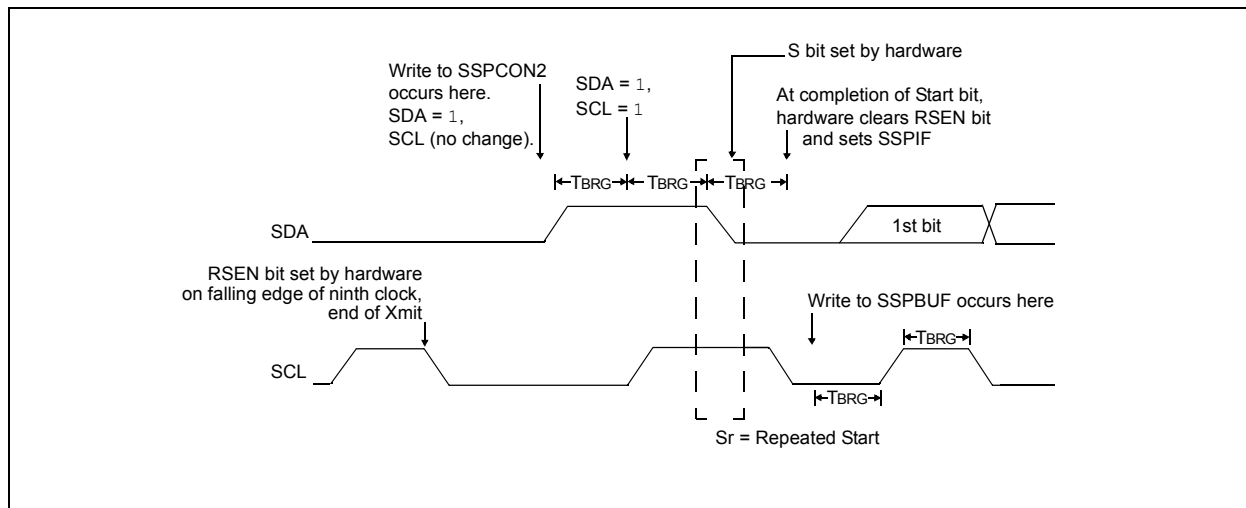 S bit set by hardware
Write to SSPCON2
occurs here.
SDA = 1,
SCL (no change).
SDA = 1,
SCL = 1
At completion of Start bit,
hardware clears RSEN bit
and sets SSPIF
TBRG
TBRG
TBRG
SDA
1st bit
RSEN bit set by hardware
on falling edge of ninth clock,
end of Xmit
Write to SSPBUF occurs here
TBRG
SCL
TBRG
Sr = Repeated Start